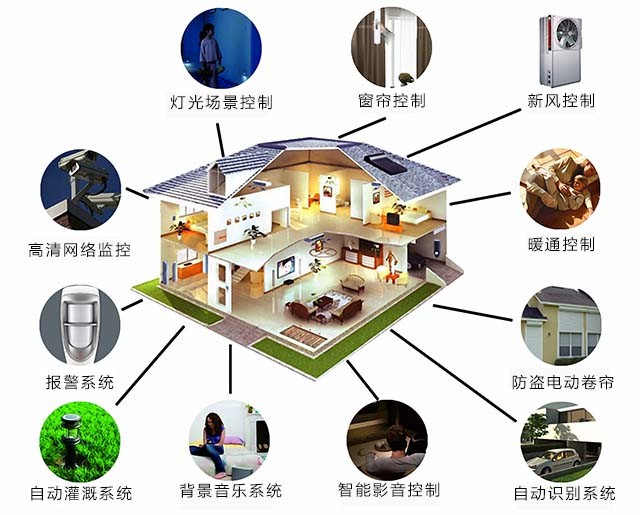 灯光场景控制
窗帘控制
新风控制
高清网络监控
暖通控制
报警系统
防盗电动卷帘
自动灌溉系统
背景音乐系统
智能影音控制
自动识别系统